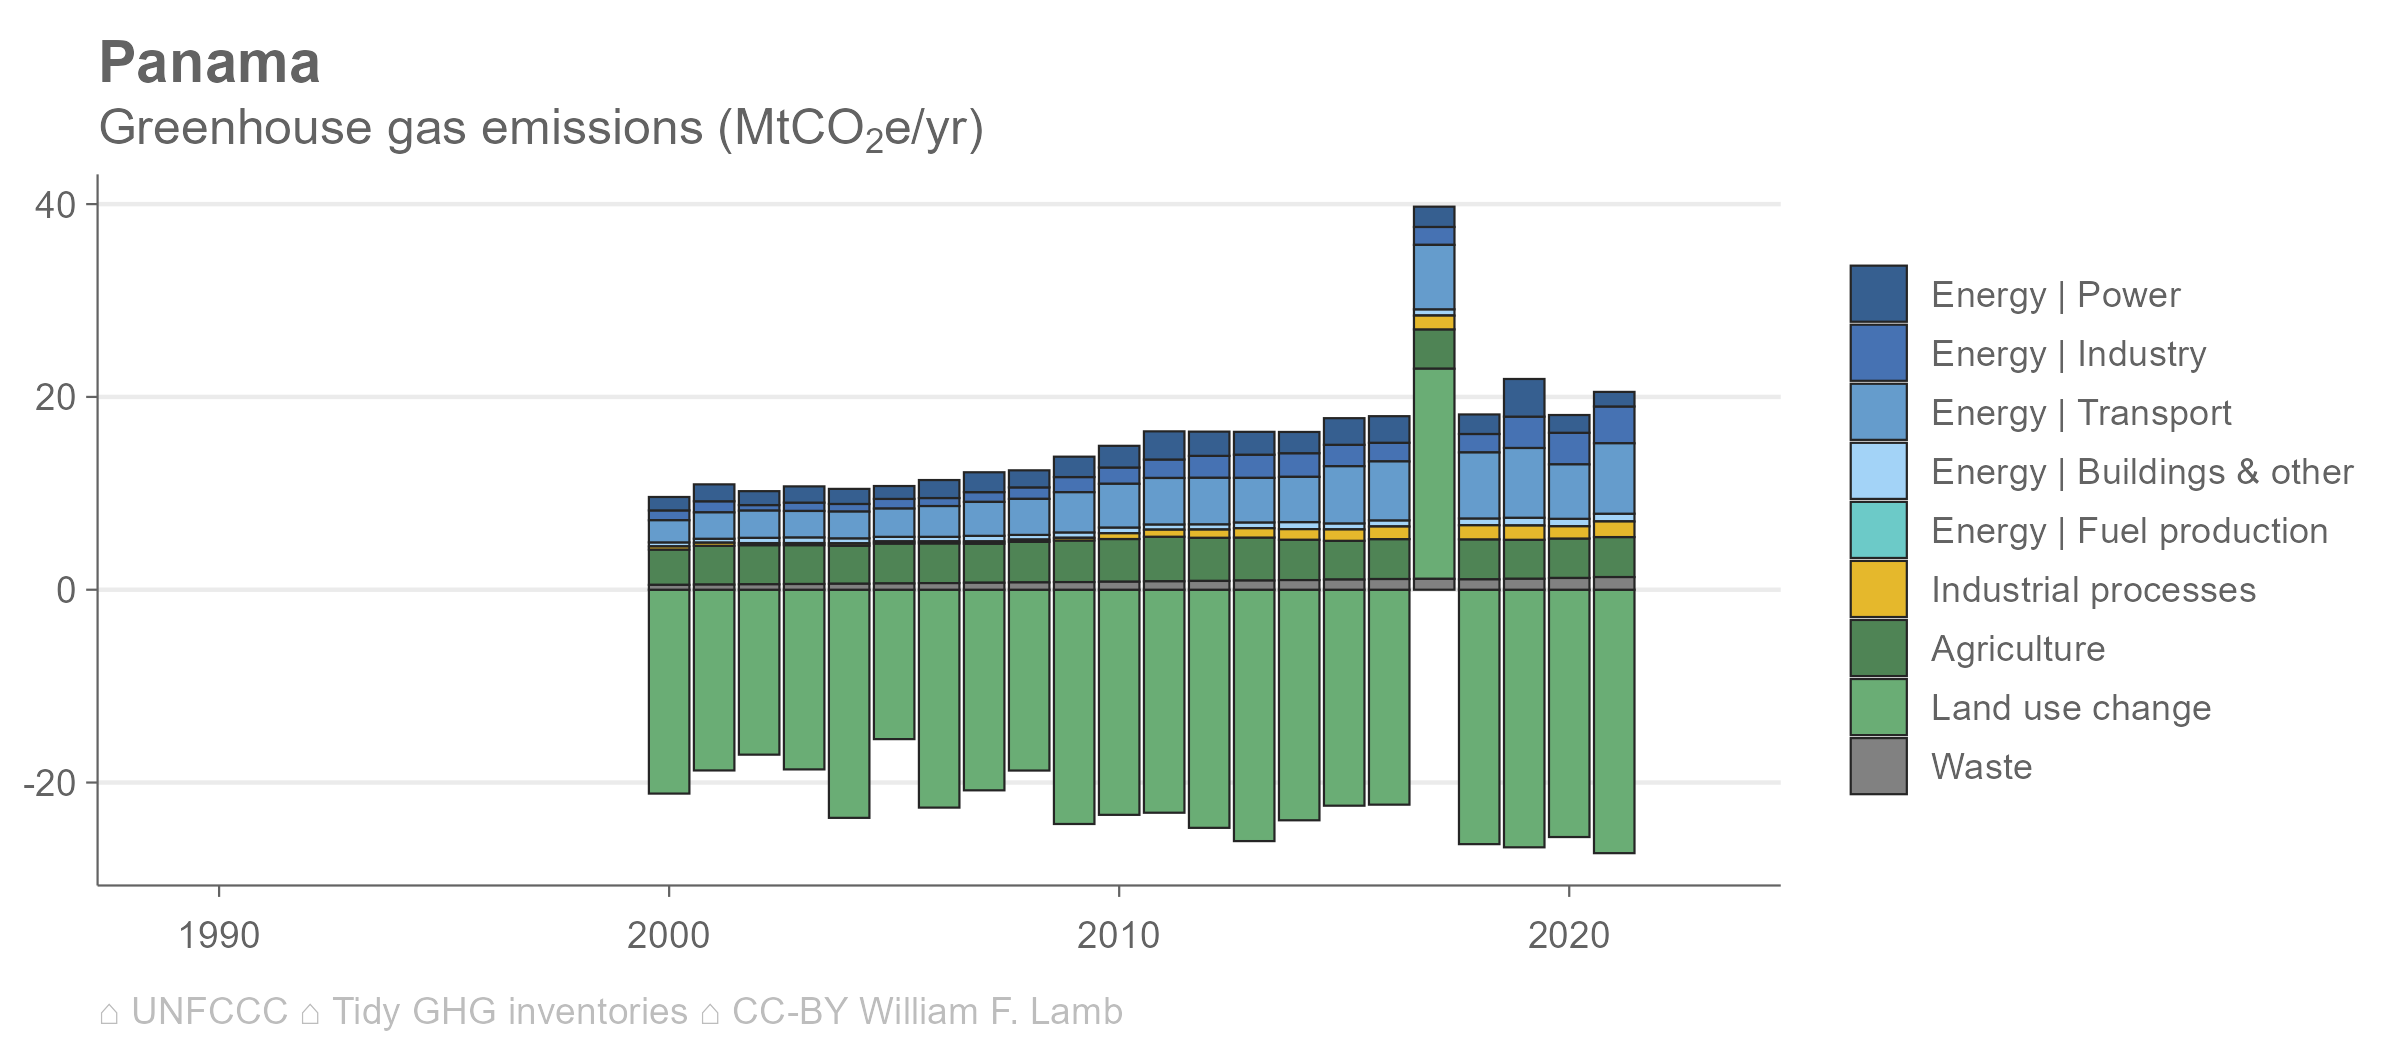 Panama
Greenhouse gas emissions (MtCO₂e/yr)
40
20
0
-20
1990
2000
2010
2020
Energy | Power
Energy | Industry
Energy | Transport
Energy | Buildings & other
Energy | Fuel production
Industrial processes
Agriculture
Land use change
Waste
⌂ UNFCCC ⌂ Tidy GHG inventories ⌂ CC-BY William F. Lamb